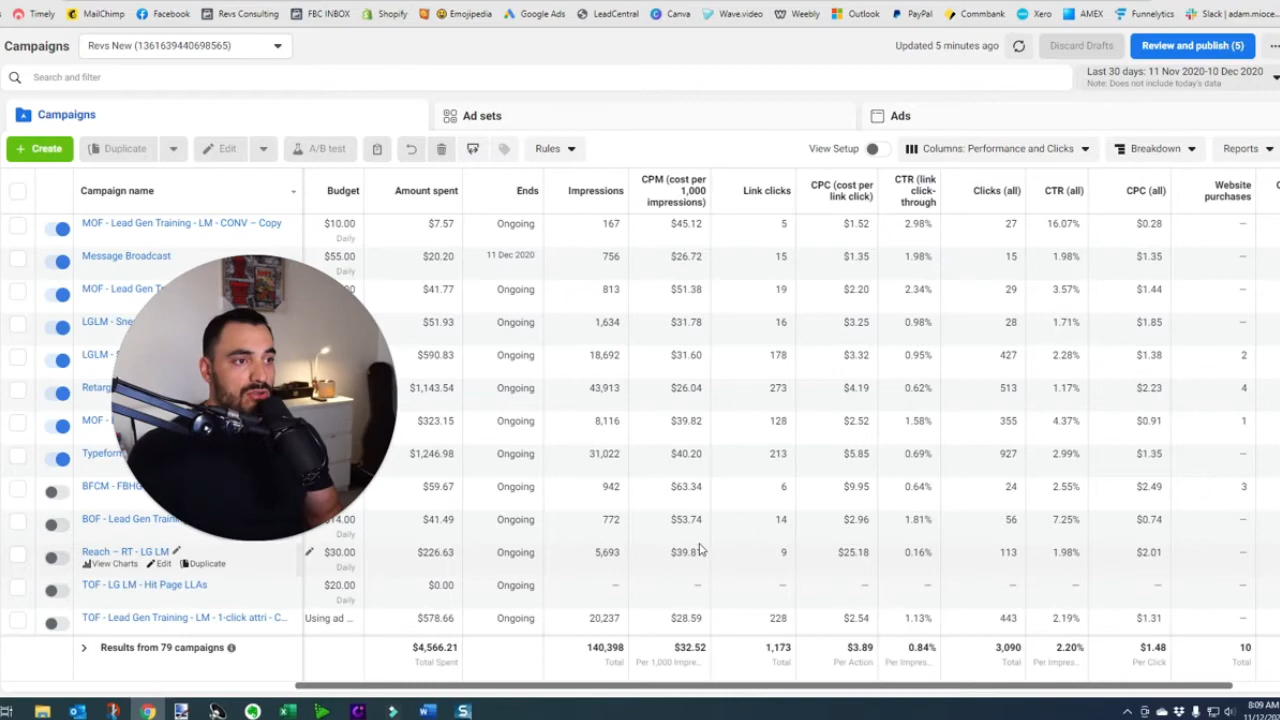 Timely MailChimp Facebook Revs Consulting FBC INBOX Shopify Emojipedia Google Ads LeadCentral Canva Wave.video Weebly Outlook PayPal Commbank Xero AMEX Funnelytics Slack | adam.mioce
Campaigns Revs New (1361639440698565) Updated 5 minutes ago Discard Drafts Review and publish (5)
Search and filter Last 30 days: 11 Nov 2020-10 Dec 2020
Note: Does not include today's data
Campaigns Ad sets Ads
+ Create Duplicate Edit A/B test Rules View Setup Columns: Performance and Clicks Breakdown Reports
Campaign name Budget Amount spent Ends Impressions CPM (cost per 1,000 impressions) Link clicks CPC (cost per link click) CTR (link click-through Clicks (all) CTR (all) CPC (all) Website purchases
MOF - Lead Gen Training - LM - CONV – Copy $10.00 $7.57 Ongoing 167 $45.12 5 $1.52 2.98% 27 16.07% $0.28 —
Daily
Message Broadcast $55.00 $20.20 11 Dec 2020 756 $26.72 15 $1.35 1.98% 15 1.98% $1.35 —
Daily
MOF - Lead Gen $41.77 Ongoing 813 $51.38 19 $2.20 2.34% 29 3.57% $1.44 —
LGLM - $51.93 Ongoing 1,634 $31.78 16 $3.25 0.98% 28 1.71% $1.85 —
LGLM - $590.83 Ongoing 18,692 $31.60 178 $3.32 0.95% 427 2.28% $1.38 2
Retarg $1,143.54 Ongoing 43,913 $26.04 273 $4.19 0.62% 513 1.17% $2.23 4
MOF - $323.15 Ongoing 8,116 $39.82 128 $2.52 1.58% 355 4.37% $0.91 1
Typeform $1,246.98 Ongoing 31,022 $40.20 213 $5.85 0.69% 927 2.99% $1.35 —
BFCM - FBHG $59.67 Ongoing 942 $63.34 6 $9.95 0.64% 24 2.55% $2.49 3
BOF - Lead Gen Trainin 14.00 $41.49 Ongoing 772 $53.74 14 $2.96 1.81% 56 7.25% $0.74 —
Daily
Reach – RT - LG LM $30.00 $226.63 Ongoing 5,693 $39.81 9 $25.18 0.16% 113 1.98% $2.01 —
View Charts Edit Duplicate Daily
TOF - LG LM - Hit Page LLAs $20.00 $0.00 Ongoing — — — — — — — — —
Daily
TOF - Lead Gen Training - LM - 1-click attri - C... Using ad ... $578.66 Ongoing 20,237 $28.59 228 $2.54 1.13% 443 2.19% $1.31 —
Results from 79 campaigns $4,566.21 140,398 $32.52 1,173 $3.89 0.84% 3,090 2.20% $1.48 10
Total Spent Total Per 1,000 Impre... Total Per Action Per Impres... Total Per Impres... Per Click Total
8:09 AM
11/12/